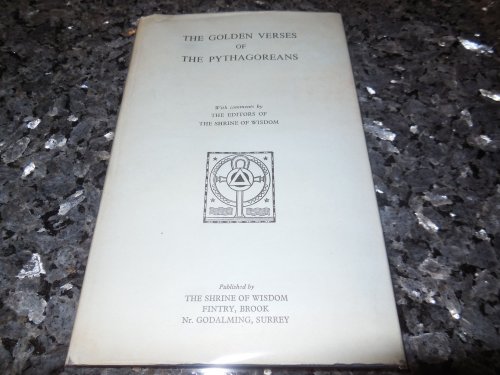 THE GOLDEN VERSES
OF
THE PYTHAGOREANS
With comments by
THE EDITORS OF
THE SHRINE OF WISDOM
Published by
THE SHRINE OF WISDOM
FINTRY, BROOK
Nr. GODALMING, SURREY